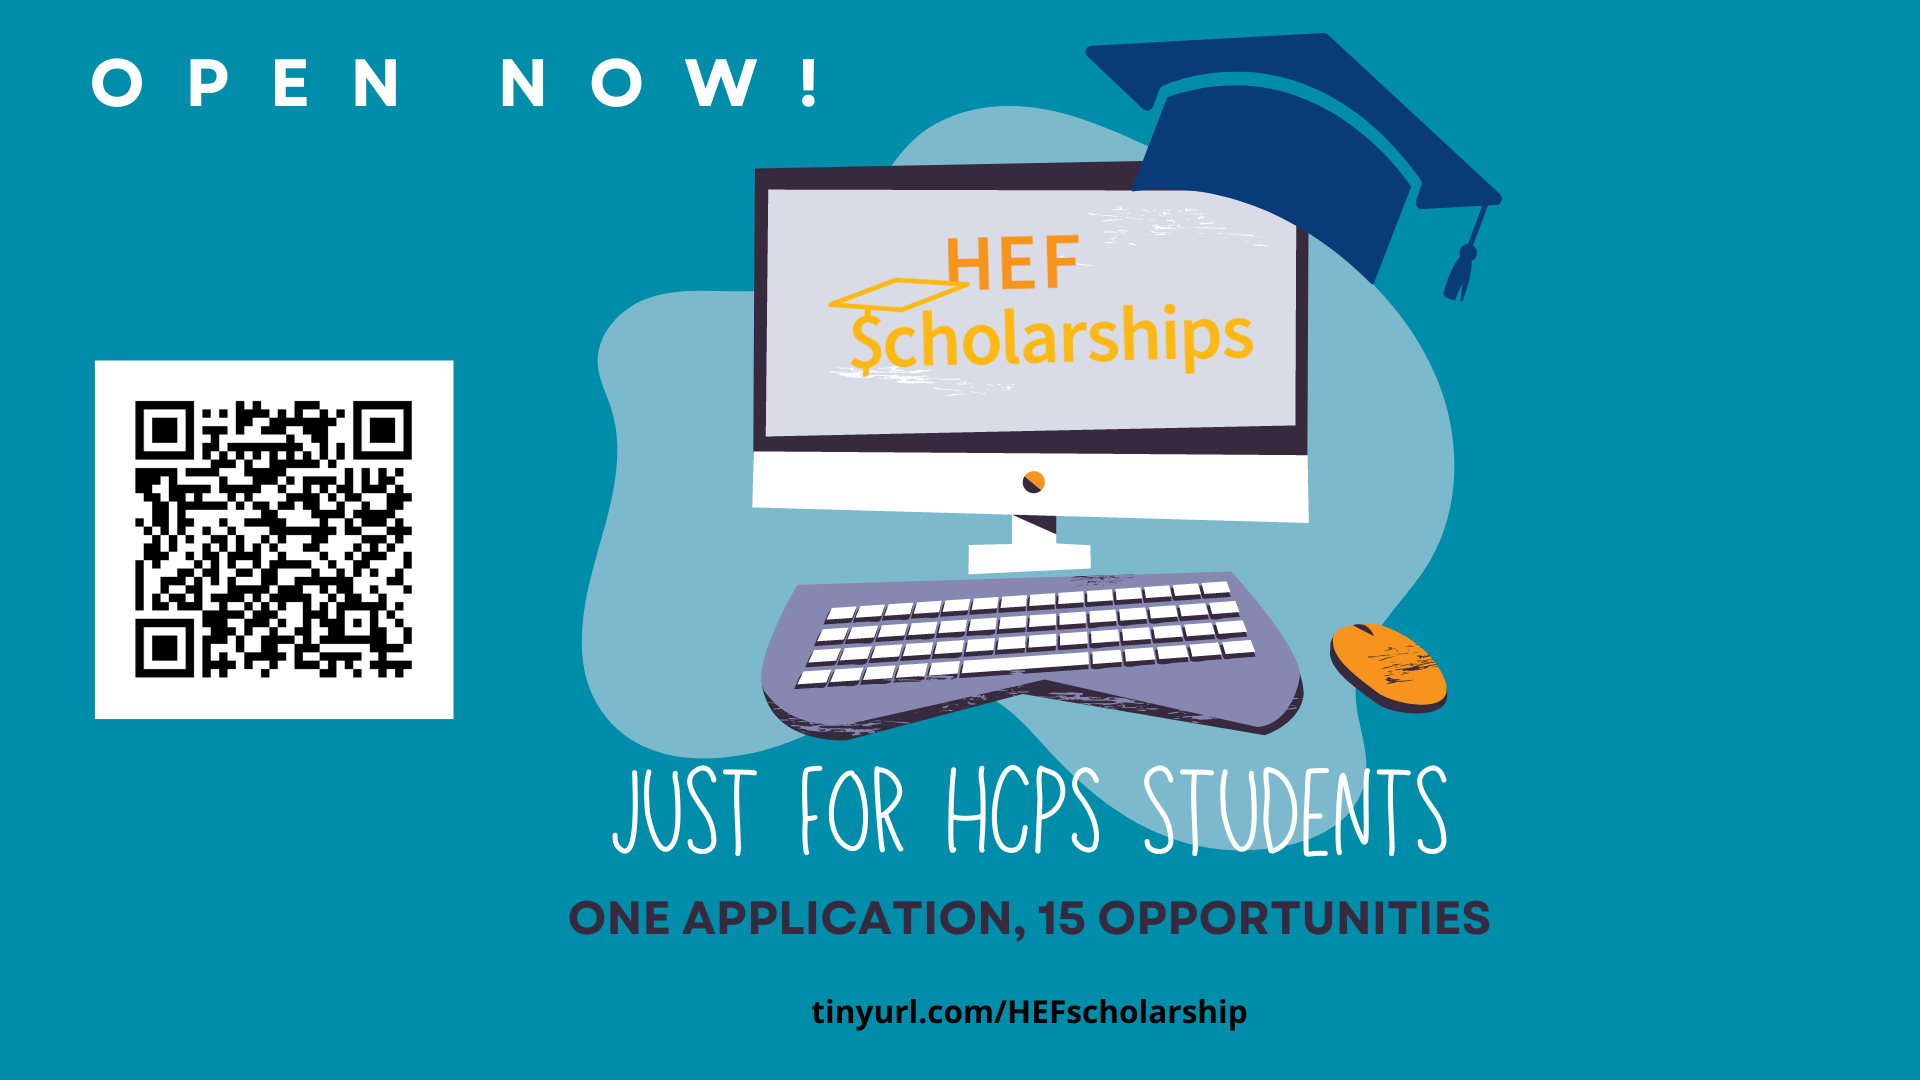 OPEN NOW!
HEF
$cholarships
JUST FOR HCPS STUDENTS
ONE APPLICATION, 15 OPPORTUNITIES
tinyurl.com/HEFscholarship